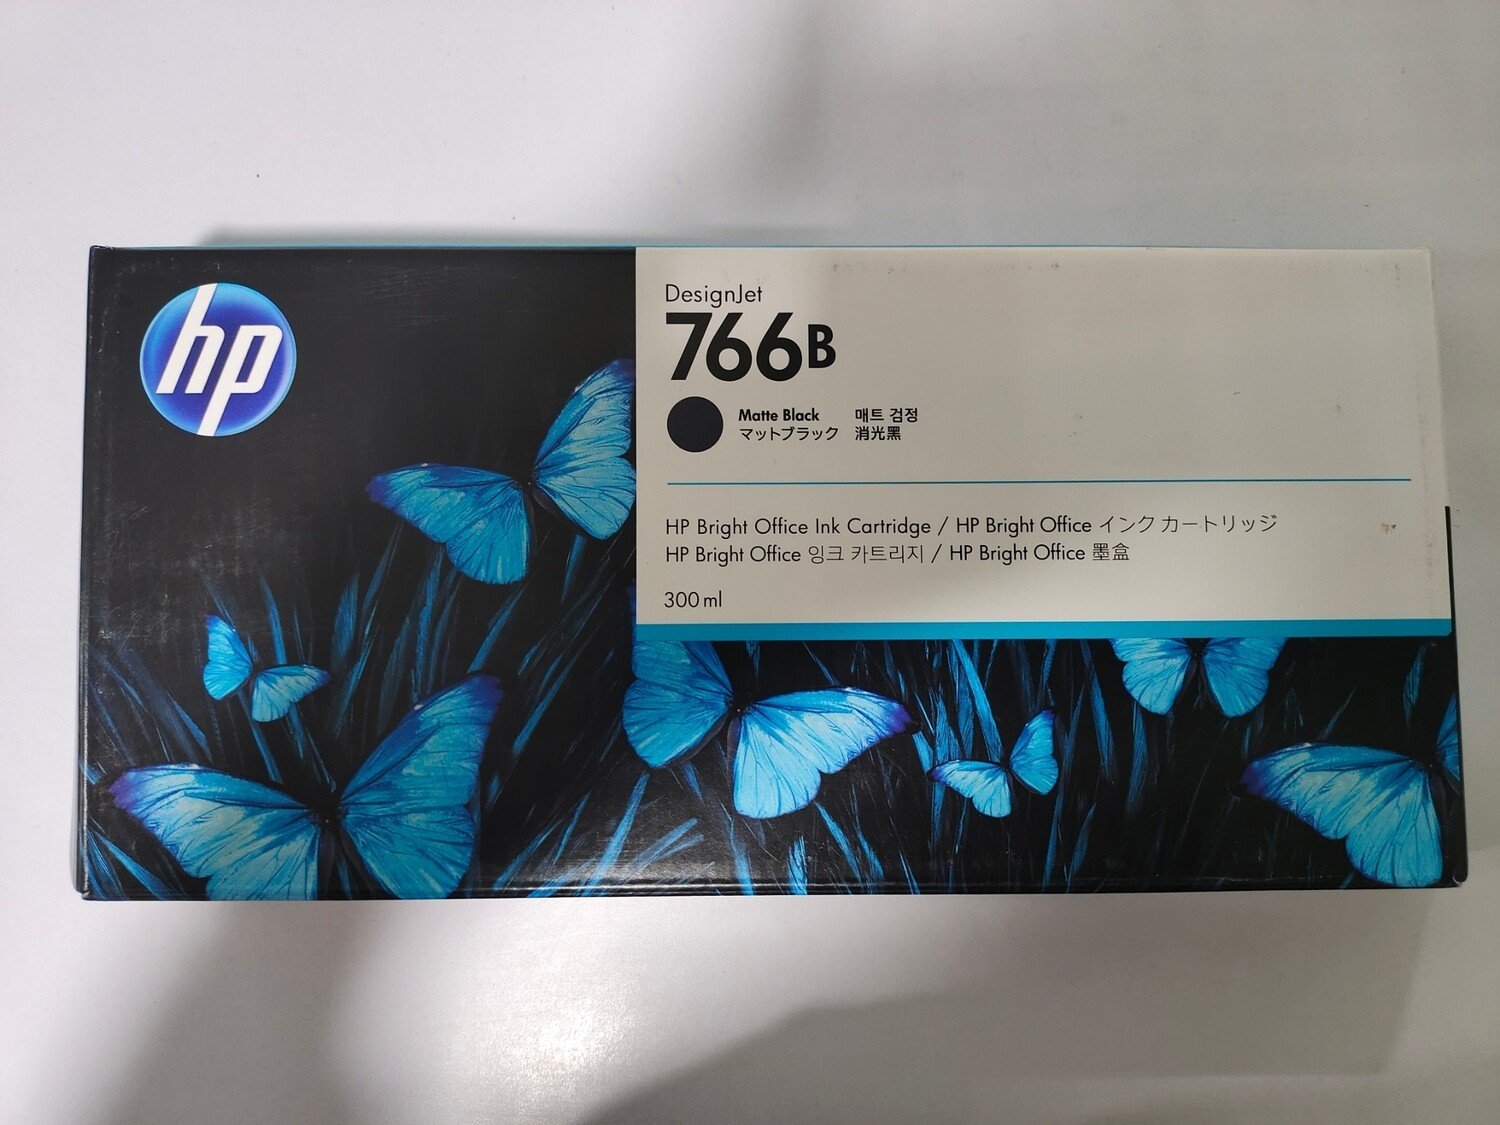 hp
DesignJet
766B
Matte Black 매트 검정
マットブラック 消光黑
HP Bright Office Ink Cartridge / HP Bright Office インク カートリッジ
HP Bright Office 잉크 카트리지 / HP Bright Office 墨盒
300 ml